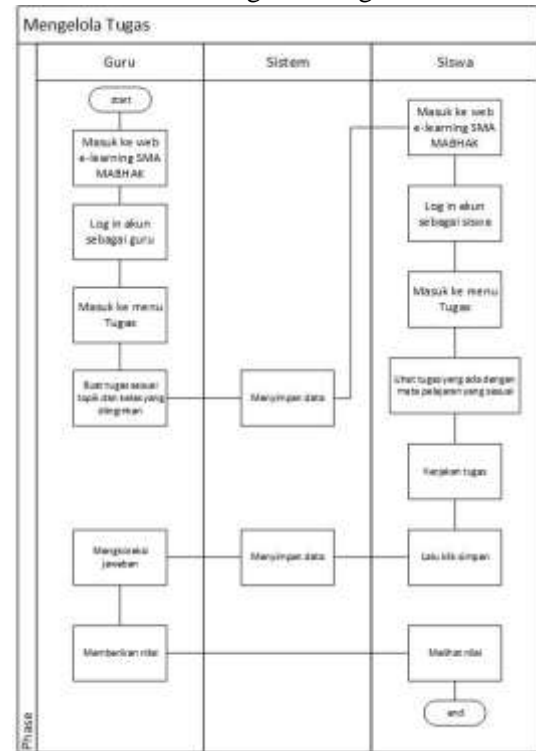 Mengelola Tugas
Guru
Sistem
Siswa
start
Masuk ke web
e-learning SMA
MABHAK
Log in akun
sebagai guru
Masuk ke menu
Tugas
Buat tugas sesuai
topik dan kelas yang
diinginkan
Menyimpan data
Masuk ke web
e-learning SMA
MABHAK
Log in akun
sebagai siswa
Masuk ke menu
Tugas
Lihat tugas yang ada dengan
mata pelajaran yang sesuai
Kerjakan tugas
Lalu klik simpan
Menyimpan data
Mengkoreksi
jawaban
Memberikan nilai
Melihat nilai
end
Phase